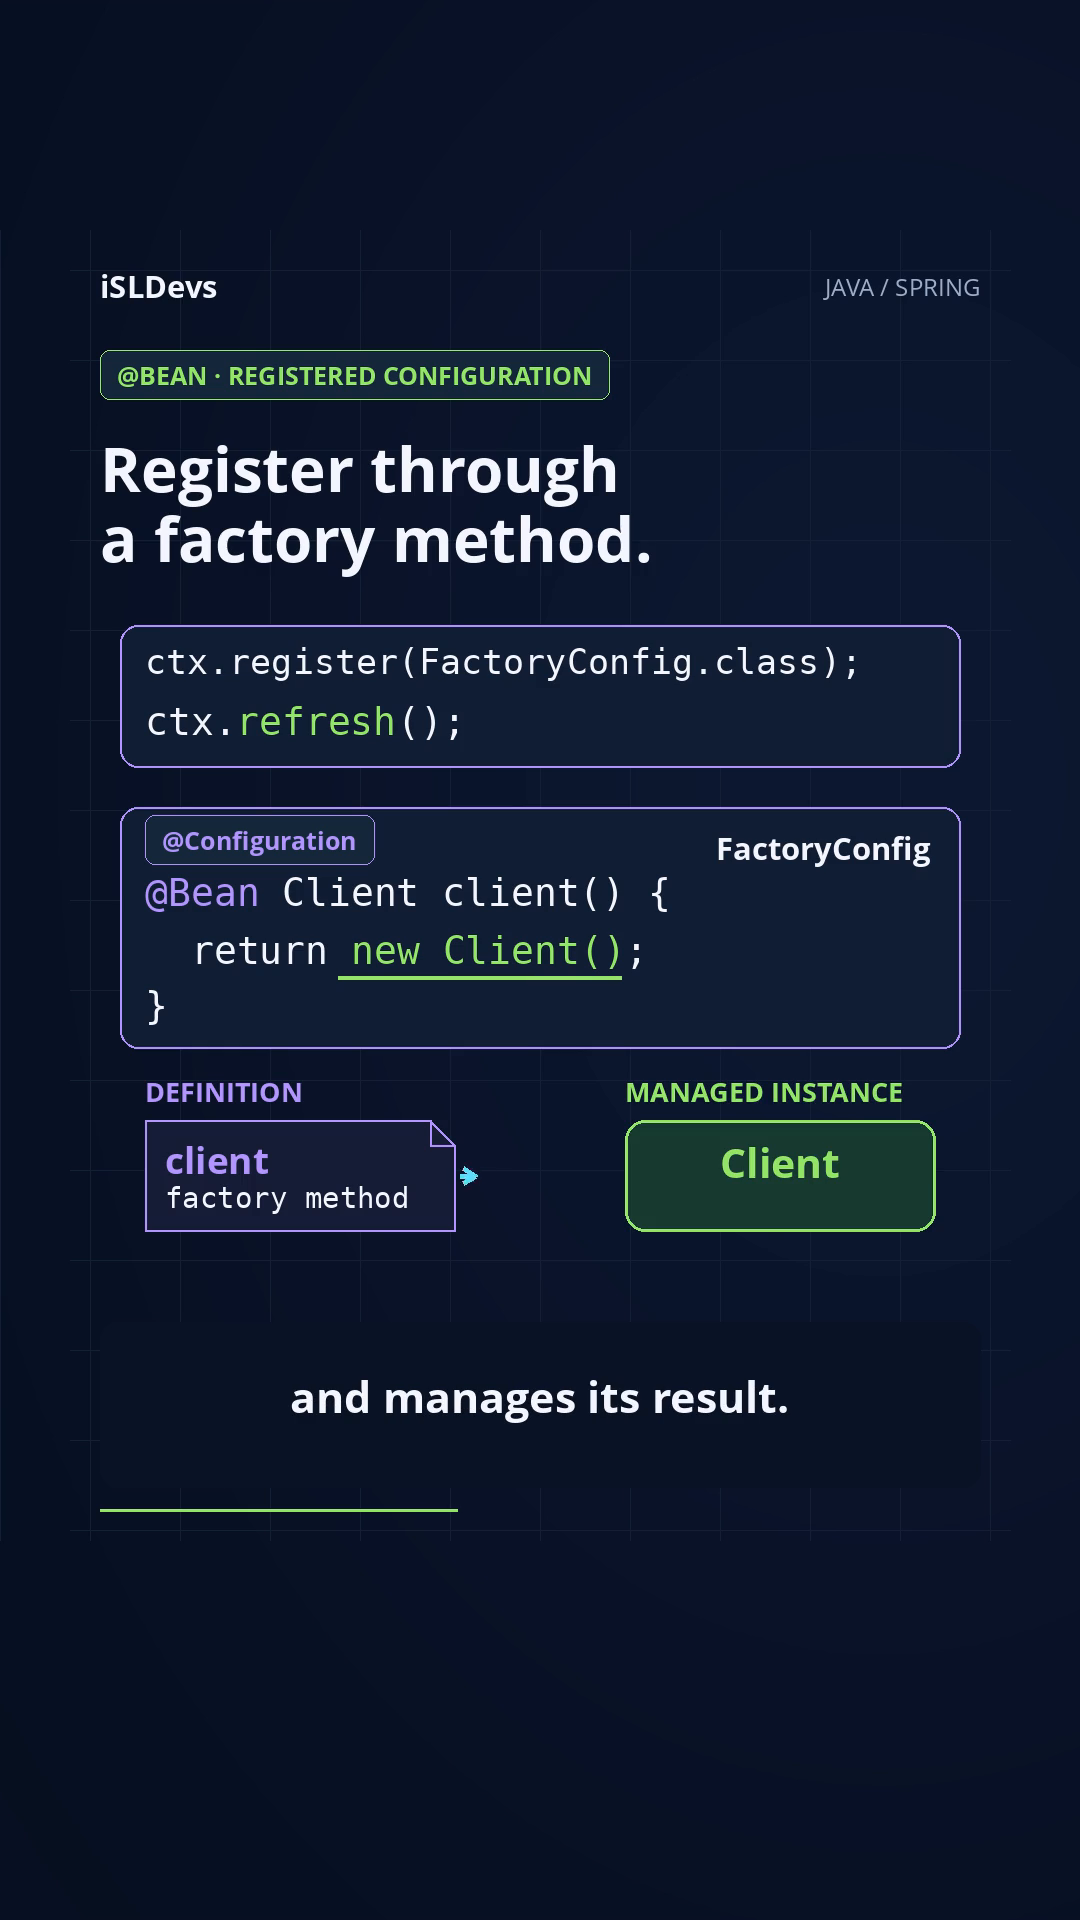 iSLDevs
JAVA / SPRING
@BEAN · REGISTERED CONFIGURATION
Register through
a factory method.
ctx.register(FactoryConfig.class);
ctx.refresh();
@Configuration
FactoryConfig
@Bean Client client() {
  return new Client();
}
DEFINITION
MANAGED INSTANCE
client
factory method
Client
and manages its result.